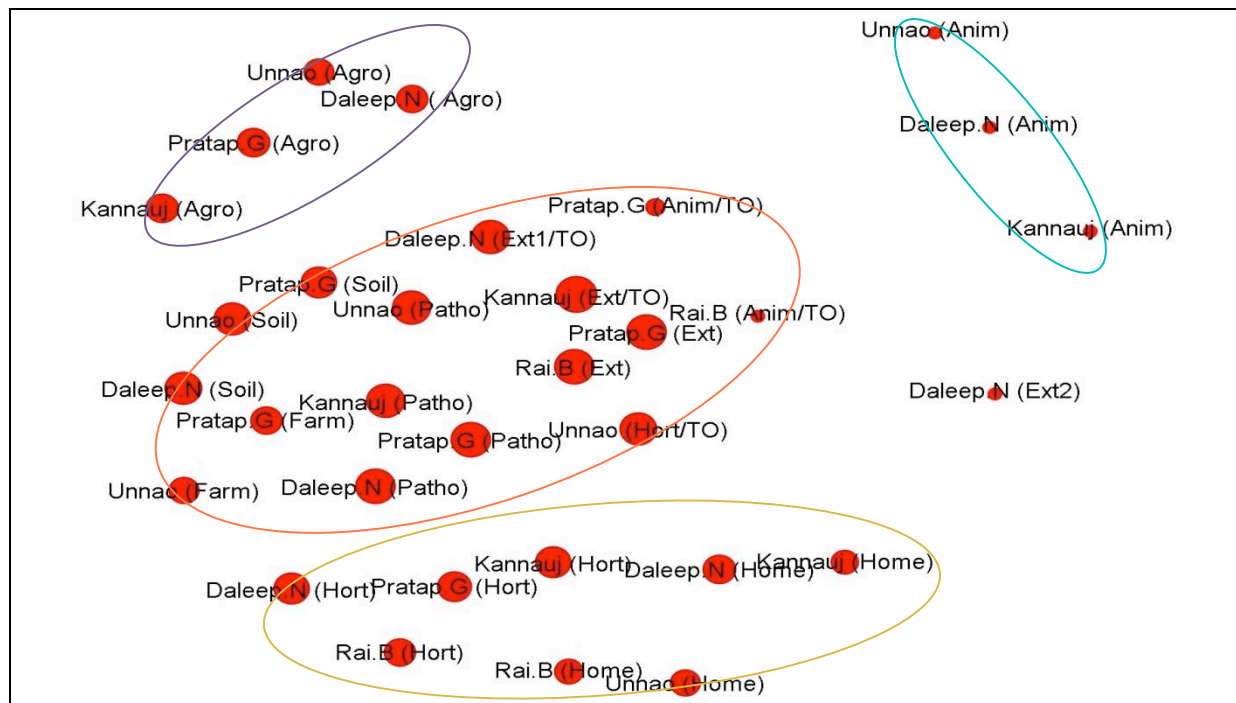 Unnao (Anim)
Unnao (Agro)
Daleep.N ( Agro)
Daleep.N (Anim)
Pratap.G (Agro)
Kannauj (Agro)
Pratap.G (Anim/TO)
Kannauj (Anim)
Daleep.N (Ext1/TO)
Pratap.G (Soil)
Kannauj (Ext/TO)
Unnao (Patho)
Rai.B (Anim/TO)
Unnao (Soil)
Pratap.G (Ext)
Rai.B (Ext)
Daleep.N (Soil)
Daleep.N (Ext2)
Kannauj (Patho)
Pratap.G (Farm)
Unnao (Hort/TO)
Pratap.G (Patho)
Daleep.N (Patho)
Unnao (Farm)
Kannauj (Hort)
Kannauj (Home)
Daleep.N (Home)
Pratap.G (Hort)
Daleep.N (Hort)
Rai.B (Hort)
Rai.B (Home)
Unnao (Home)